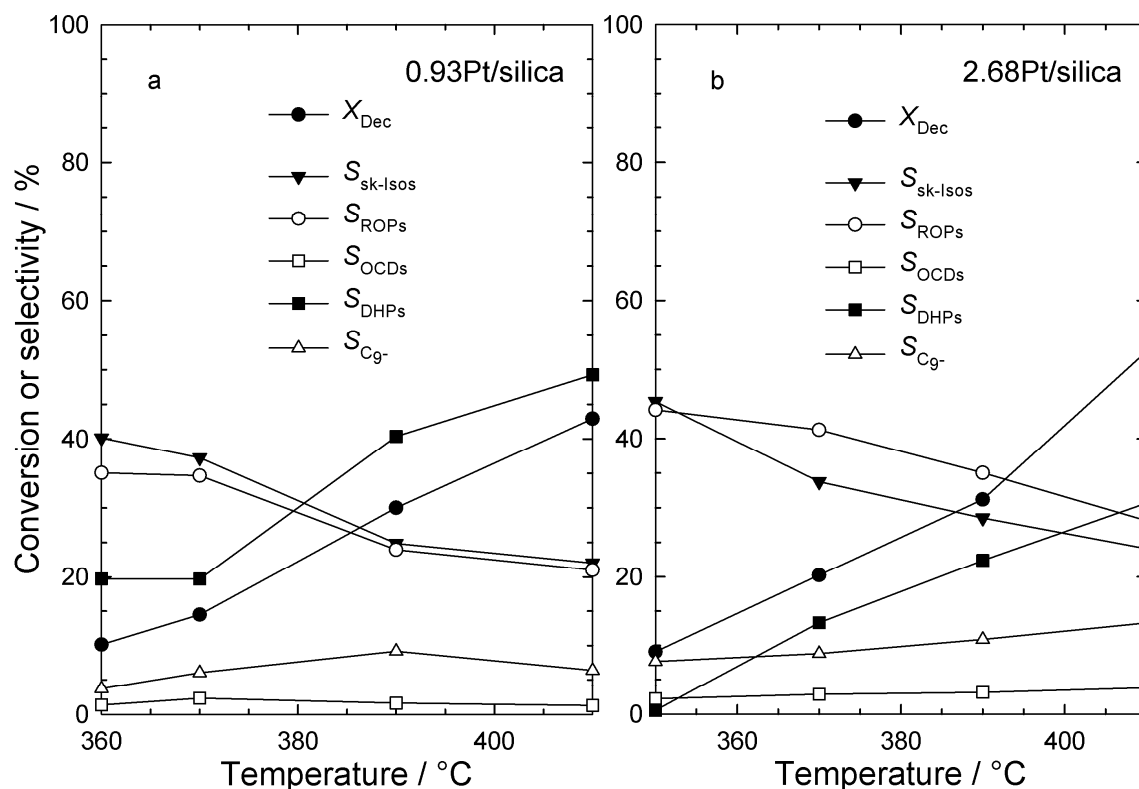 Conversion or selectivity / %
100
80
60
40
20
0
a
0.93Pt/silica
X_Dec
S_sk-Isos
S_ROPs
S_OCDs
S_DHPs
S_C9-
360
380
400
Temperature / °C
100
80
60
40
20
0
b
2.68Pt/silica
X_Dec
S_sk-Isos
S_ROPs
S_OCDs
S_DHPs
S_C9-
360
380
400
Temperature / °C